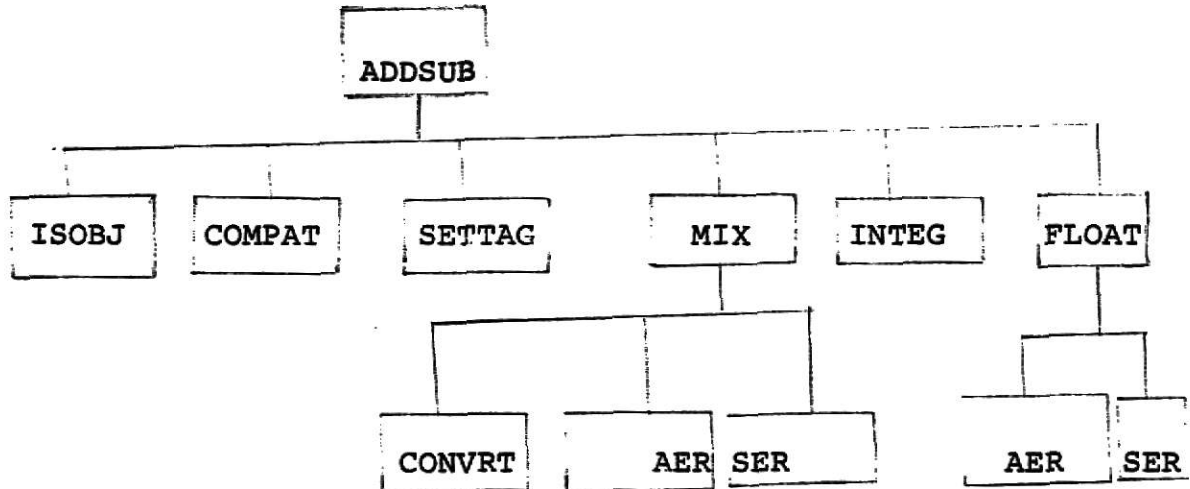 ADDSUB
ISOBJ COMPAT SETTAG MIX INTEG FLOAT
CONVRT AER SER AER SER